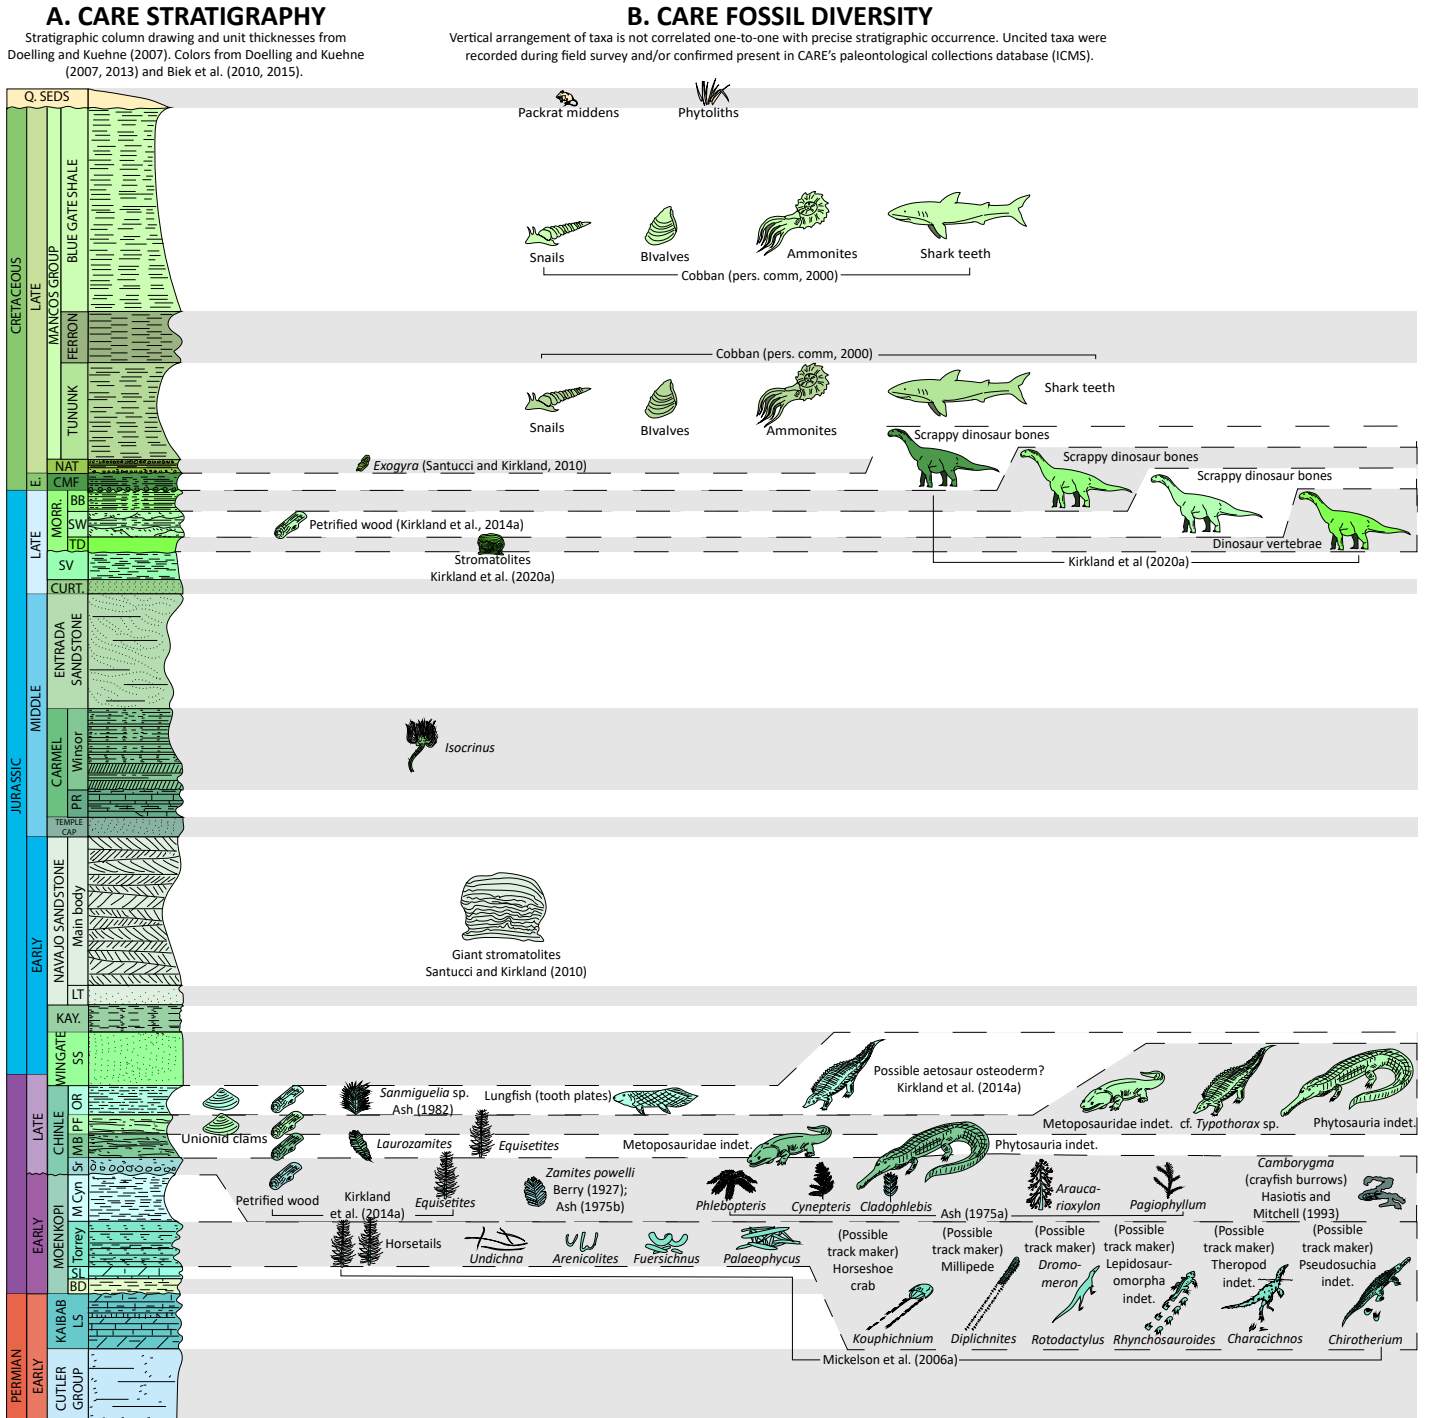 A. CARE STRATIGRAPHY
Stratigraphic column drawing and unit thicknesses from
Doelling and Kuehne (2007). Colors from Doelling and Kuehne
(2007, 2013) and Biek et al. (2010, 2015).
B. CARE FOSSIL DIVERSITY
Vertical arrangement of taxa is not correlated one-to-one with precise stratigraphic occurrence. Uncited taxa were
recorded during field survey and/or confirmed present in CARE's paleontological collections database (ICMS).
Q. SEDS
Packrat middens
Phytoliths
CRETACEOUS
LATE
MANCOS GROUP
BLUE GATE SHALE
Snails
BIvalves
Ammonites
Shark teeth
Cobban (pers. comm, 2000)
FERRON
Cobban (pers. comm, 2000)
TUNUNK
Snails
BIvalves
Ammonites
Shark teeth
Scrappy dinosaur bones
Scrappy dinosaur bones
Scrappy dinosaur bones
Dinosaur vertebrae
Kirkland et al (2020a)
NAT
Exogyra (Santucci and Kirkland, 2010)
E.
CMF
JURASSIC
LATE
MORR.
BB
SW
Petrified wood (Kirkland et al., 2014a)
TD
Stromatolites
Kirkland et al. (2020a)
SV
CURT.
MIDDLE
ENTRADA
SANDSTONE
CARMEL
Winsor
Isocrinus
PR
TEMPLE
CAP
EARLY
NAVAJO SANDSTONE
Main body
Giant stromatolites
Santucci and Kirkland (2010)
LT
KAY.
WINGATE
SS
Possible aetosaur osteoderm?
Kirkland et al. (2014a)
LATE
CHINLE
OR
Sanmiguelia sp.
Ash (1982)
Lungfish (tooth plates)
Metoposauridae indet.
cf. Typothorax sp.
Phytosauria indet.
PF
Unionid clams
MB
Laurozamites
Equisetites
Metoposauridae indet.
Phytosauria indet.
Sr
Petrified wood
Kirkland
et al. (2014a)
Equisetites
Zamites powelli
Berry (1927);
Ash (1975b)
Phlebopteris
Cynepteris
Cladophlebis
Arauca-
rioxylon
Pagiophyllum
Ash (1975a)
Camborygma
(crayfish burrows)
Hasiotis and
Mitchell (1993)
EARLY
MOENKOPI
M Cyn
Torrey
Horsetails
Undichna
Arenicolites
Fuersichnus
Palaeophycus
(Possible
track maker)
Horseshoe
crab
Kouphichnium
(Possible
track maker)
Millipede
Diplichnites
(Possible
track maker)
Dromo-
meron
Rotodactylus
(Possible
track maker)
Lepidosaur-
omorpha
indet.
Rhynchosauroides
(Possible
track maker)
Theropod
indet.
Characichnos
(Possible
track maker)
Pseudosuchia
indet.
Chirotherium
Mickelson et al. (2006a)
SL
BD
PERMIAN
EARLY
KAIBAB
LS
CUTLER
GROUP